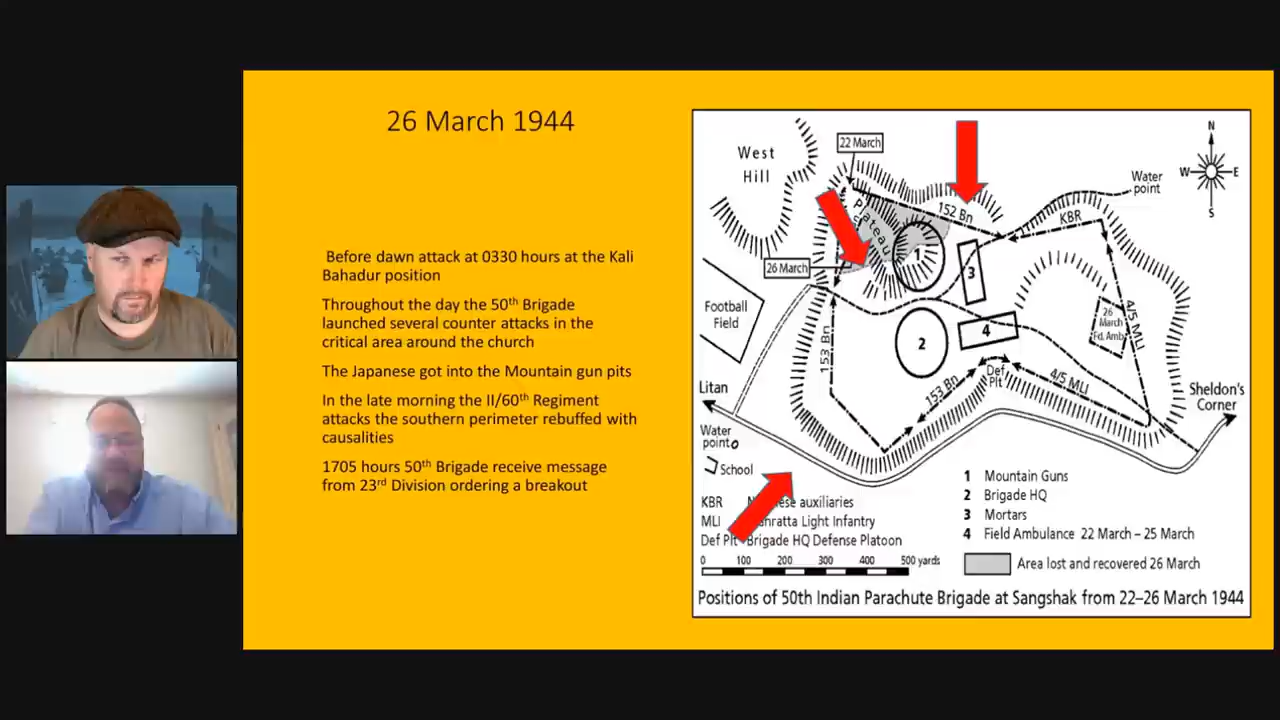 26 March 1944
Before dawn attack at 0330 hours at the Kali
Bahadur position
Throughout the day the 50th Brigade
launched several counter attacks in the
critical area around the church
The Japanese got into the Mountain gun pits
In the late morning the II/60th Regiment
attacks the southern perimeter rebuffed with
causalities
1705 hours 50th Brigade receive message
from 23rd Division ordering a breakout
West
Hill
22 March
Plateau
152 Bn
Water
point
KBR
N
W
E
S
26 March
1
3
Football
Field
2
4
26
March
Fd. Amb.
4/5 MLI
153 Bn
153 Bn
Def
Plt
4/5 MLI
Litan
Sheldon's
Corner
Water
point
School
KBR
auxiliaries
MLI
Light Infantry
Def Plt Brigade HQ Defense Platoon
0 100 200 300 400 500 yards
1 Mountain Guns
2 Brigade HQ
3 Mortars
4 Field Ambulance 22 March – 25 March
Area lost and recovered 26 March
Positions of 50th Indian Parachute Brigade at Sangshak from 22–26 March 1944